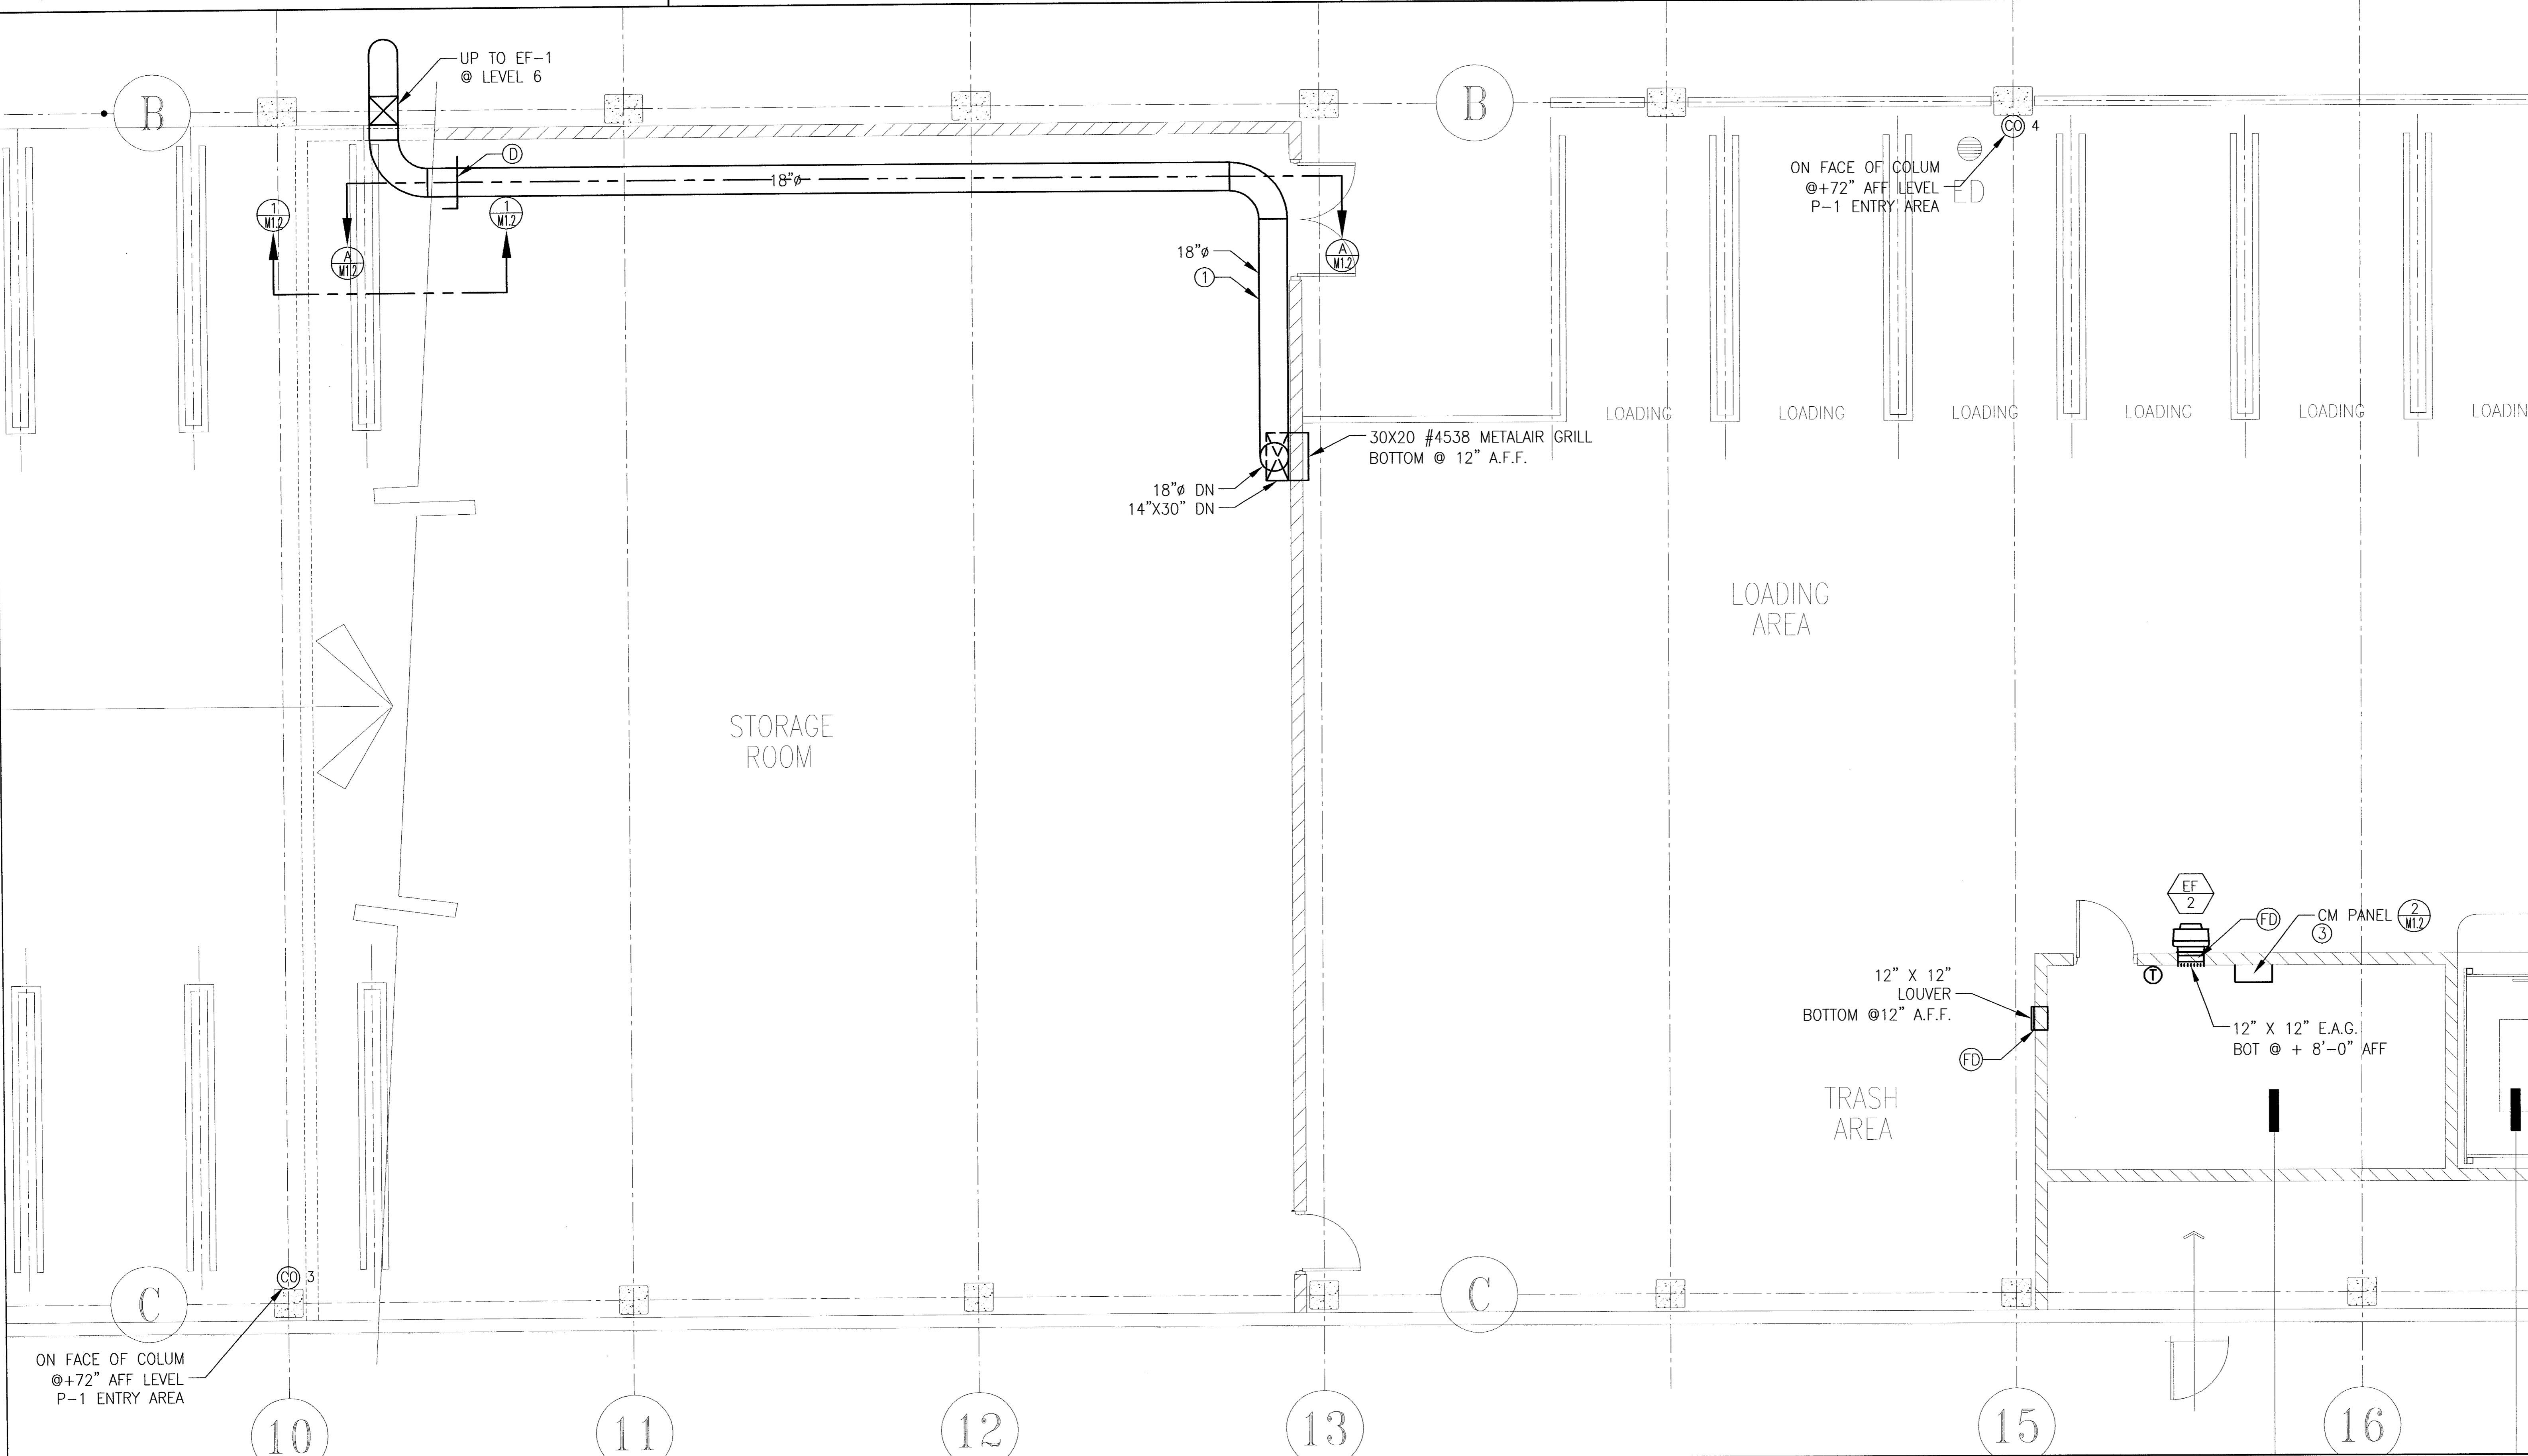 UP TO EF-1
@ LEVEL 6
B
B
CO 4
D
18"ø
ON FACE OF COLUM
@+72" AFF LEVEL
P-1 ENTRY AREA
ED
1
M1.2
1
M1.2
A
M1.2
A
M1.2
18"ø
1
LOADING
LOADING
LOADING
LOADING
LOADING
LOADIN
30X20 #4538 METALAIR GRILL
BOTTOM @ 12" A.F.F.
18"ø DN
14"X30" DN
LOADING
AREA
STORAGE
ROOM
EF
2
FD
CM PANEL
2
M1.2
3
T
12" X 12"
LOUVER
BOTTOM @12" A.F.F.
FD
12" X 12" E.A.G.
BOT @ + 8'-0" AFF
TRASH
AREA
CO 3
C
C
ON FACE OF COLUM
@+72" AFF LEVEL
P-1 ENTRY AREA
10
11
12
13
15
16